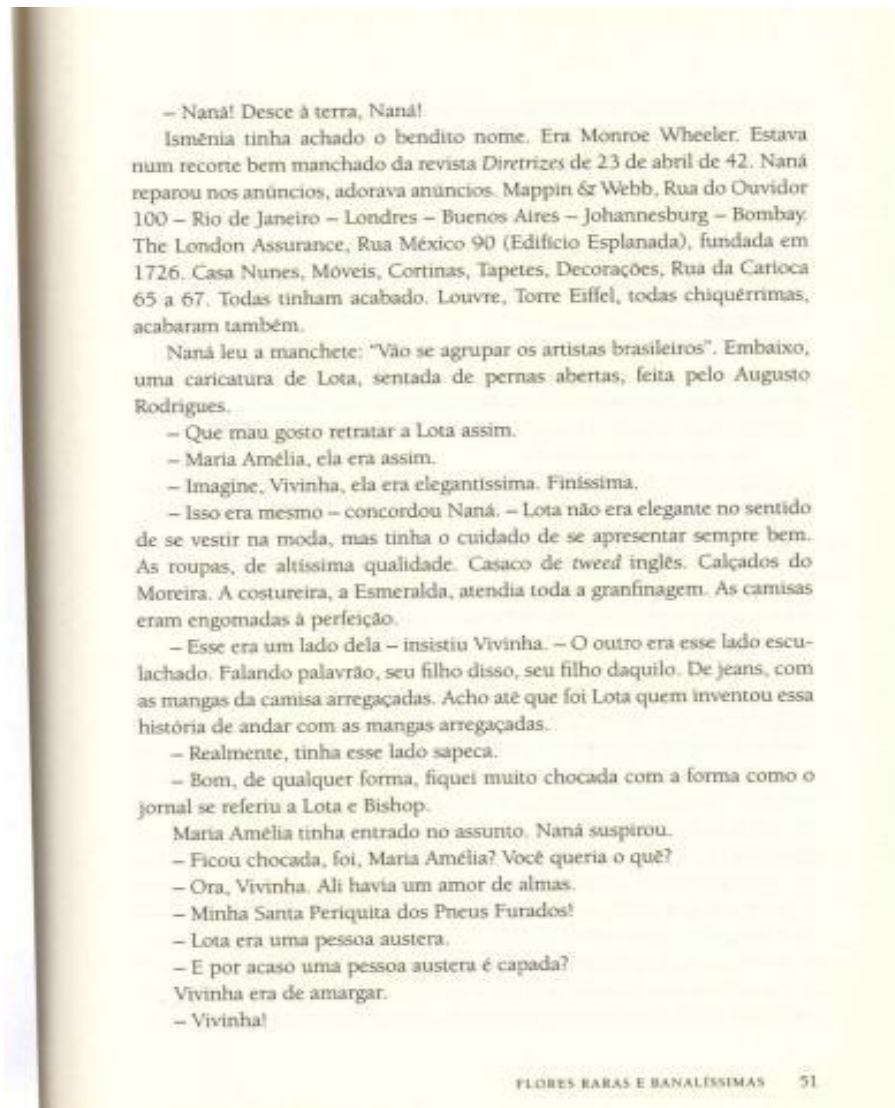 – Naná! Desce à terra, Naná!
Ismênia tinha achado o bendito nome. Era Monroe Wheeler. Estava
num recorte bem manchado da revista Diretrizes de 23 de abril de 42. Naná
reparou nos anúncios, adorava anúncios. Mappin & Webb, Rua do Ouvidor
100 – Rio de Janeiro – Londres – Buenos Aires – Johannesburg – Bombay.
The London Assurance, Rua México 90 (Edifício Esplanada), fundada em
1726. Casa Nunes, Móveis, Cortinas, Tapetes, Decorações, Rua da Carioca
65 a 67. Todas tinham acabado. Louvre, Torre Eiffel, todas chiquérrimas,
acabaram também.
Naná leu a manchete: “Vão se agrupar os artistas brasileiros”. Embaixo,
uma caricatura de Lota, sentada de pernas abertas, feita pelo Augusto
Rodrigues.
– Que mau gosto retratar a Lota assim.
– Maria Amélia, ela era assim.
– Imagine, Vivinha, ela era elegantíssima. Finíssima.
– Isso era mesmo – concordou Naná. – Lota não era elegante no sentido
de se vestir na moda, mas tinha o cuidado de se apresentar sempre bem.
As roupas, de altíssima qualidade. Casaco de tweed inglês. Calçados do
Moreira. A costureira, a Esmeralda, atendia toda a granfinagem. As camisas
eram engomadas à perfeição.
– Esse era um lado dela – insistiu Vivinha. – O outro era esse lado escu-
lachado. Falando palavrão, seu filho disso, seu filho daquilo. De jeans, com
as mangas da camisa arregaçadas. Acho até que foi Lota quem inventou essa
história de andar com as mangas arregaçadas.
– Realmente, tinha esse lado sapeca.
– Bom, de qualquer forma, fiquei muito chocada com a forma como o
jornal se referiu a Lota e Bishop.
Maria Amélia tinha entrado no assunto. Naná suspirou.
– Ficou chocada, foi, Maria Amélia? Você queria o quê?
– Ora, Vivinha. Ali havia um amor de almas.
– Minha Santa Periquita dos Pneus Furados!
– Lota era uma pessoa austera.
– E por acaso uma pessoa austera é capada?
Vivinha era de amargar.
– Vivinha!
FLORES RARAS E BANALÍSSIMAS 51